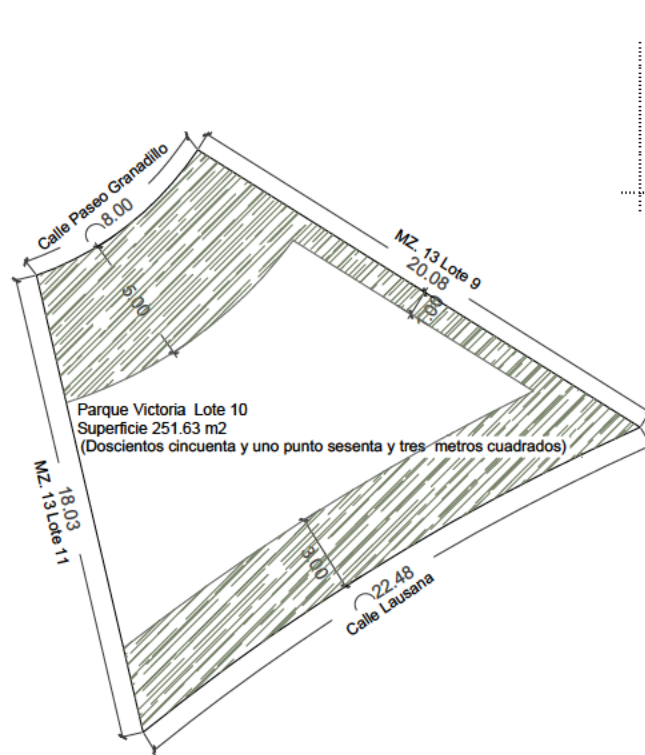 Calle Paseo Granadillo
8.00
MZ. 13 Lote 9
20.08
5.00
1.00
Parque Victoria Lote 10
Superficie 251.63 m2
(Doscientos cincuenta y uno punto sesenta y tres metros cuadrados)
18.03
MZ. 13 Lote 11
3.00
22.48
Calle Lausana